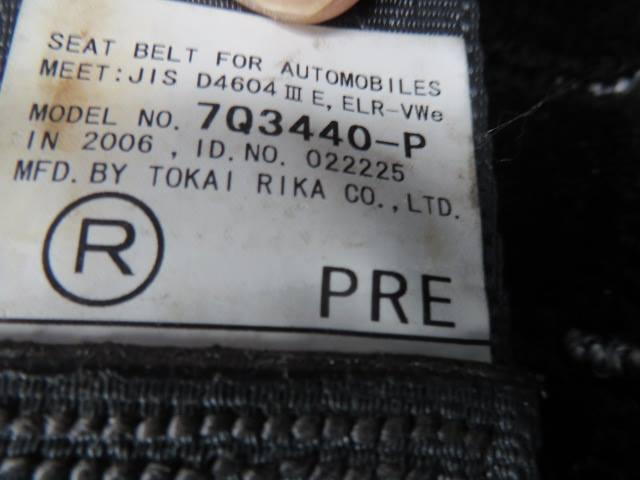 SEAT BELT FOR AUTOMOBILES
MEET:JIS D4604 Ⅲ E, ELR-VWe
MODEL NO. 7Q3440-P
IN 2006 , ID. NO. 022225
MFD. BY TOKAI RIKA CO., LTD.
R
PRE